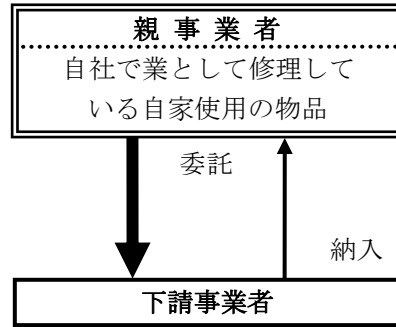 親事業者
自社で業として修理して
いる自家使用の物品
委託
納入
下請事業者